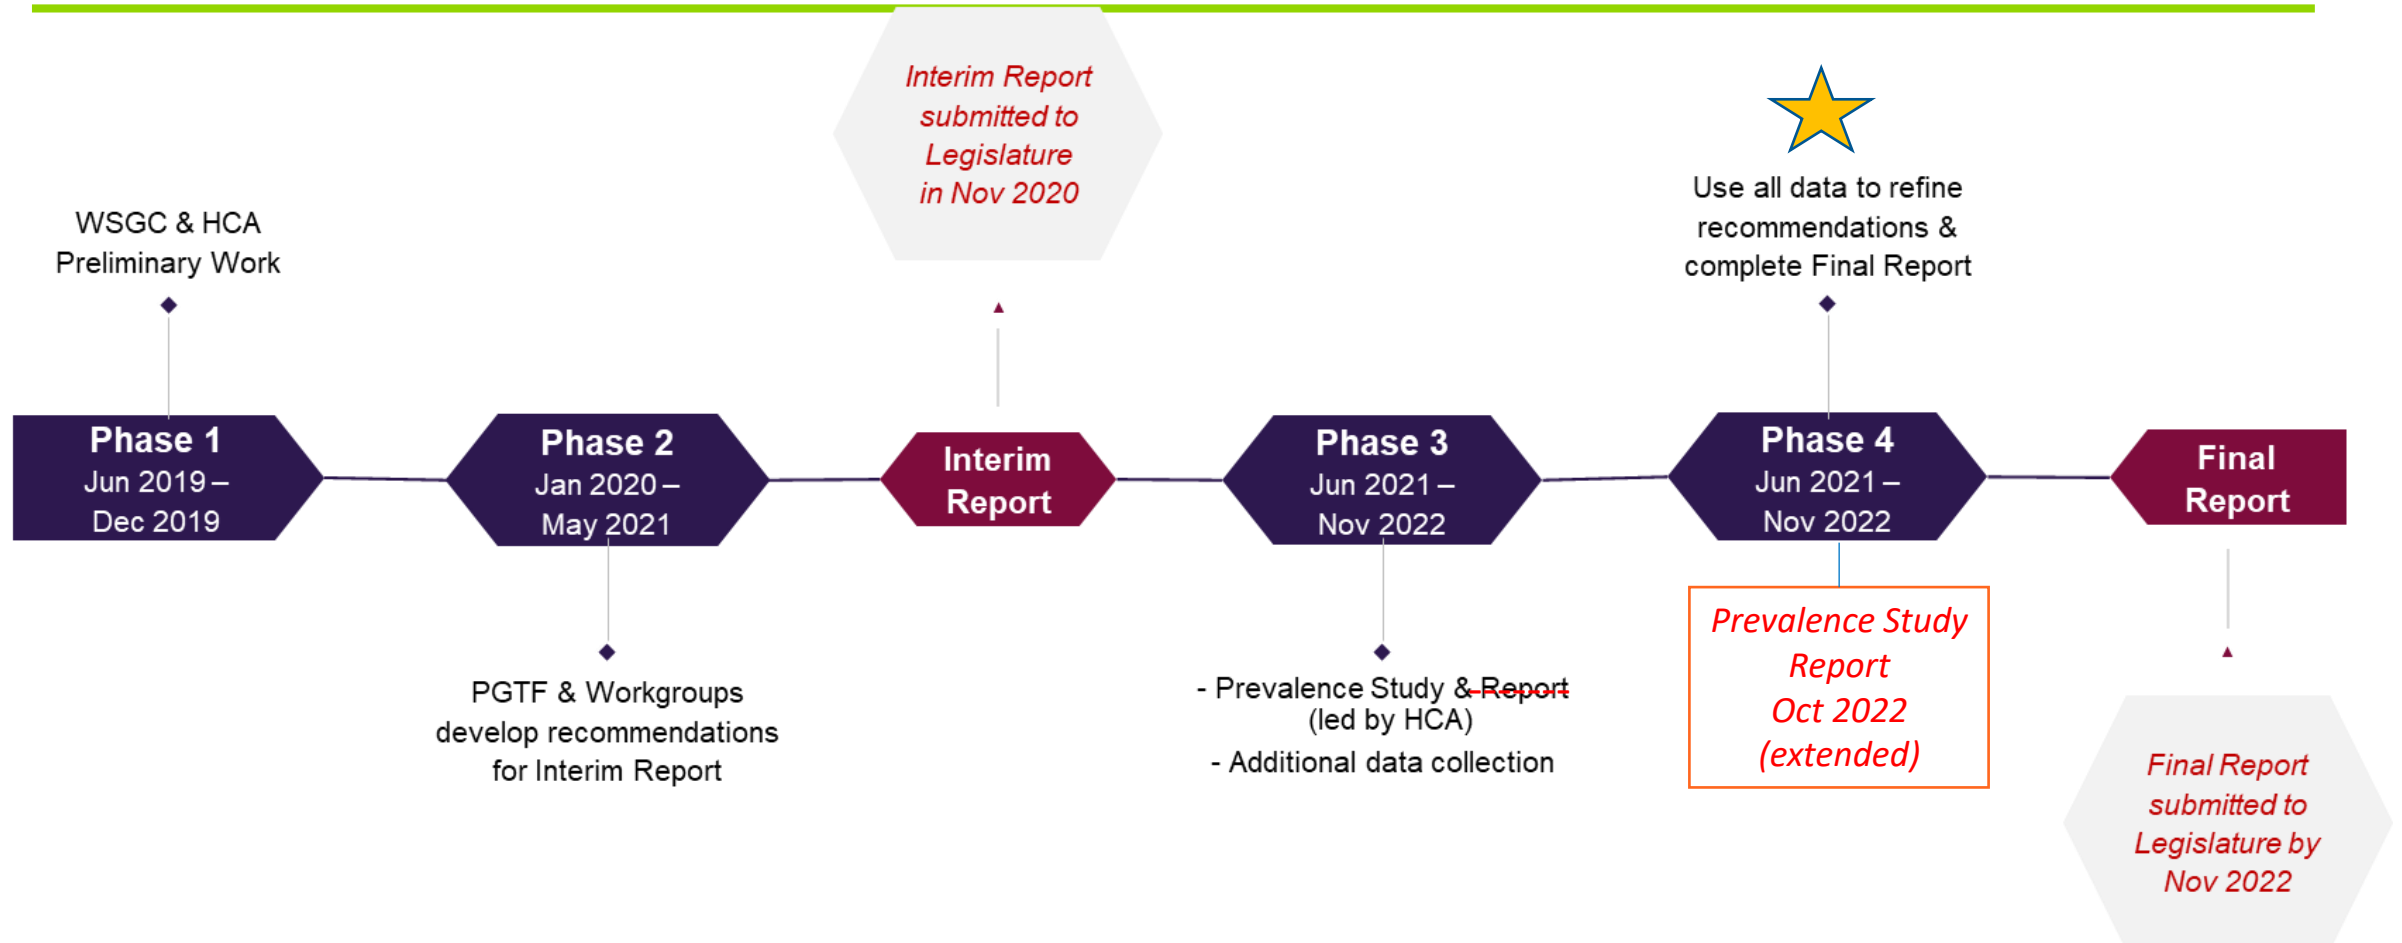 Interim Report
submitted to
Legislature
in Nov 2020
WSGC & HCA
Preliminary Work
Use all data to refine
recommendations &
complete Final Report
Phase 1
Jun 2019 –
Dec 2019
Phase 2
Jan 2020 –
May 2021
Interim
Report
Phase 3
Jun 2021 –
Nov 2022
Phase 4
Jun 2021 –
Nov 2022
Final
Report
PGTF & Workgroups
develop recommendations
for Interim Report
- Prevalence Study & Report
(led by HCA)
- Additional data collection
Prevalence Study
Report
Oct 2022
(extended)
Final Report
submitted to
Legislature by
Nov 2022